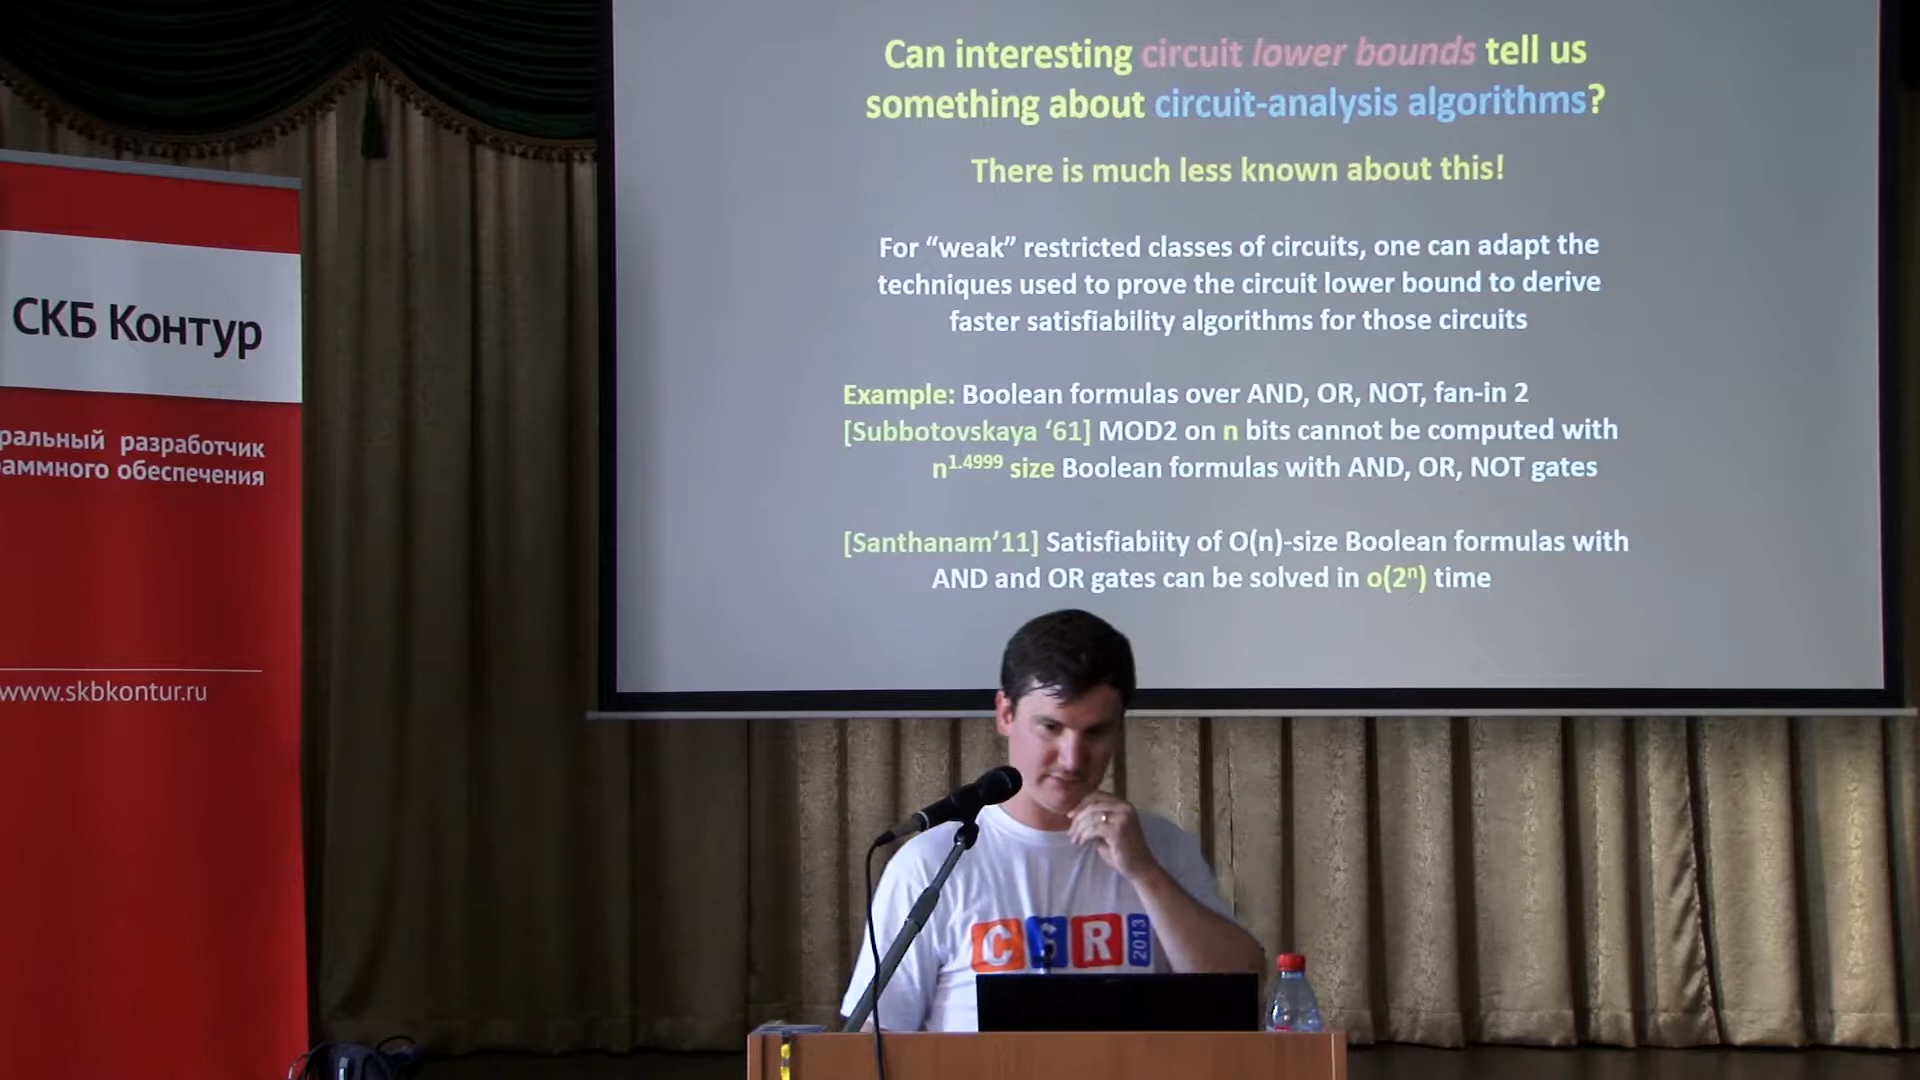 Can interesting circuit lower bounds tell us
something about circuit-analysis algorithms?
There is much less known about this!
For “weak” restricted classes of circuits, one can adapt the
techniques used to prove the circuit lower bound to derive
faster satisfiability algorithms for those circuits
Example: Boolean formulas over AND, OR, NOT, fan-in 2
[Subbotovskaya ‘61] MOD2 on n bits cannot be computed with
n^1.4999 size Boolean formulas with AND, OR, NOT gates
[Santhanam’11] Satisfiabiity of O(n)-size Boolean formulas with
AND and OR gates can be solved in o(2ⁿ) time
СКБ Контур
ральный разработчик
раммного обеспечения
www.skbkontur.ru
CSR 2013